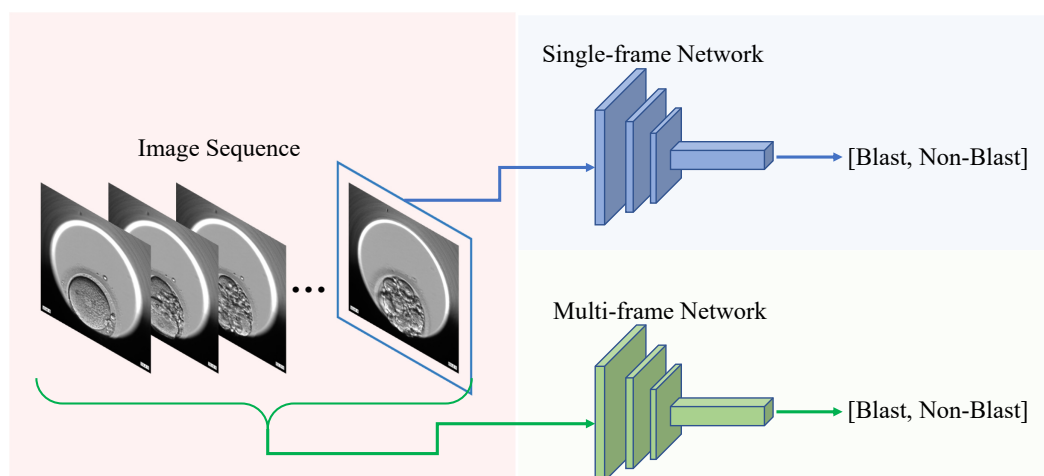 Single-frame Network
Image Sequence
[Blast, Non-Blast]
Multi-frame Network
[Blast, Non-Blast]